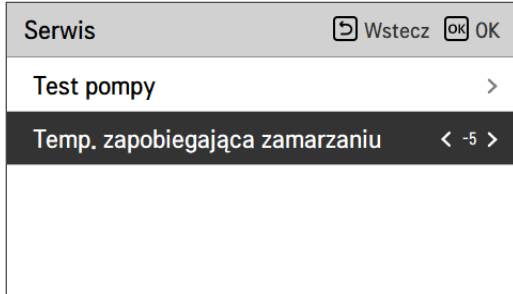 Serwis Wstecz OK OK
Test pompy >
Temp. zapobiegająca zamarzaniu < -5 >